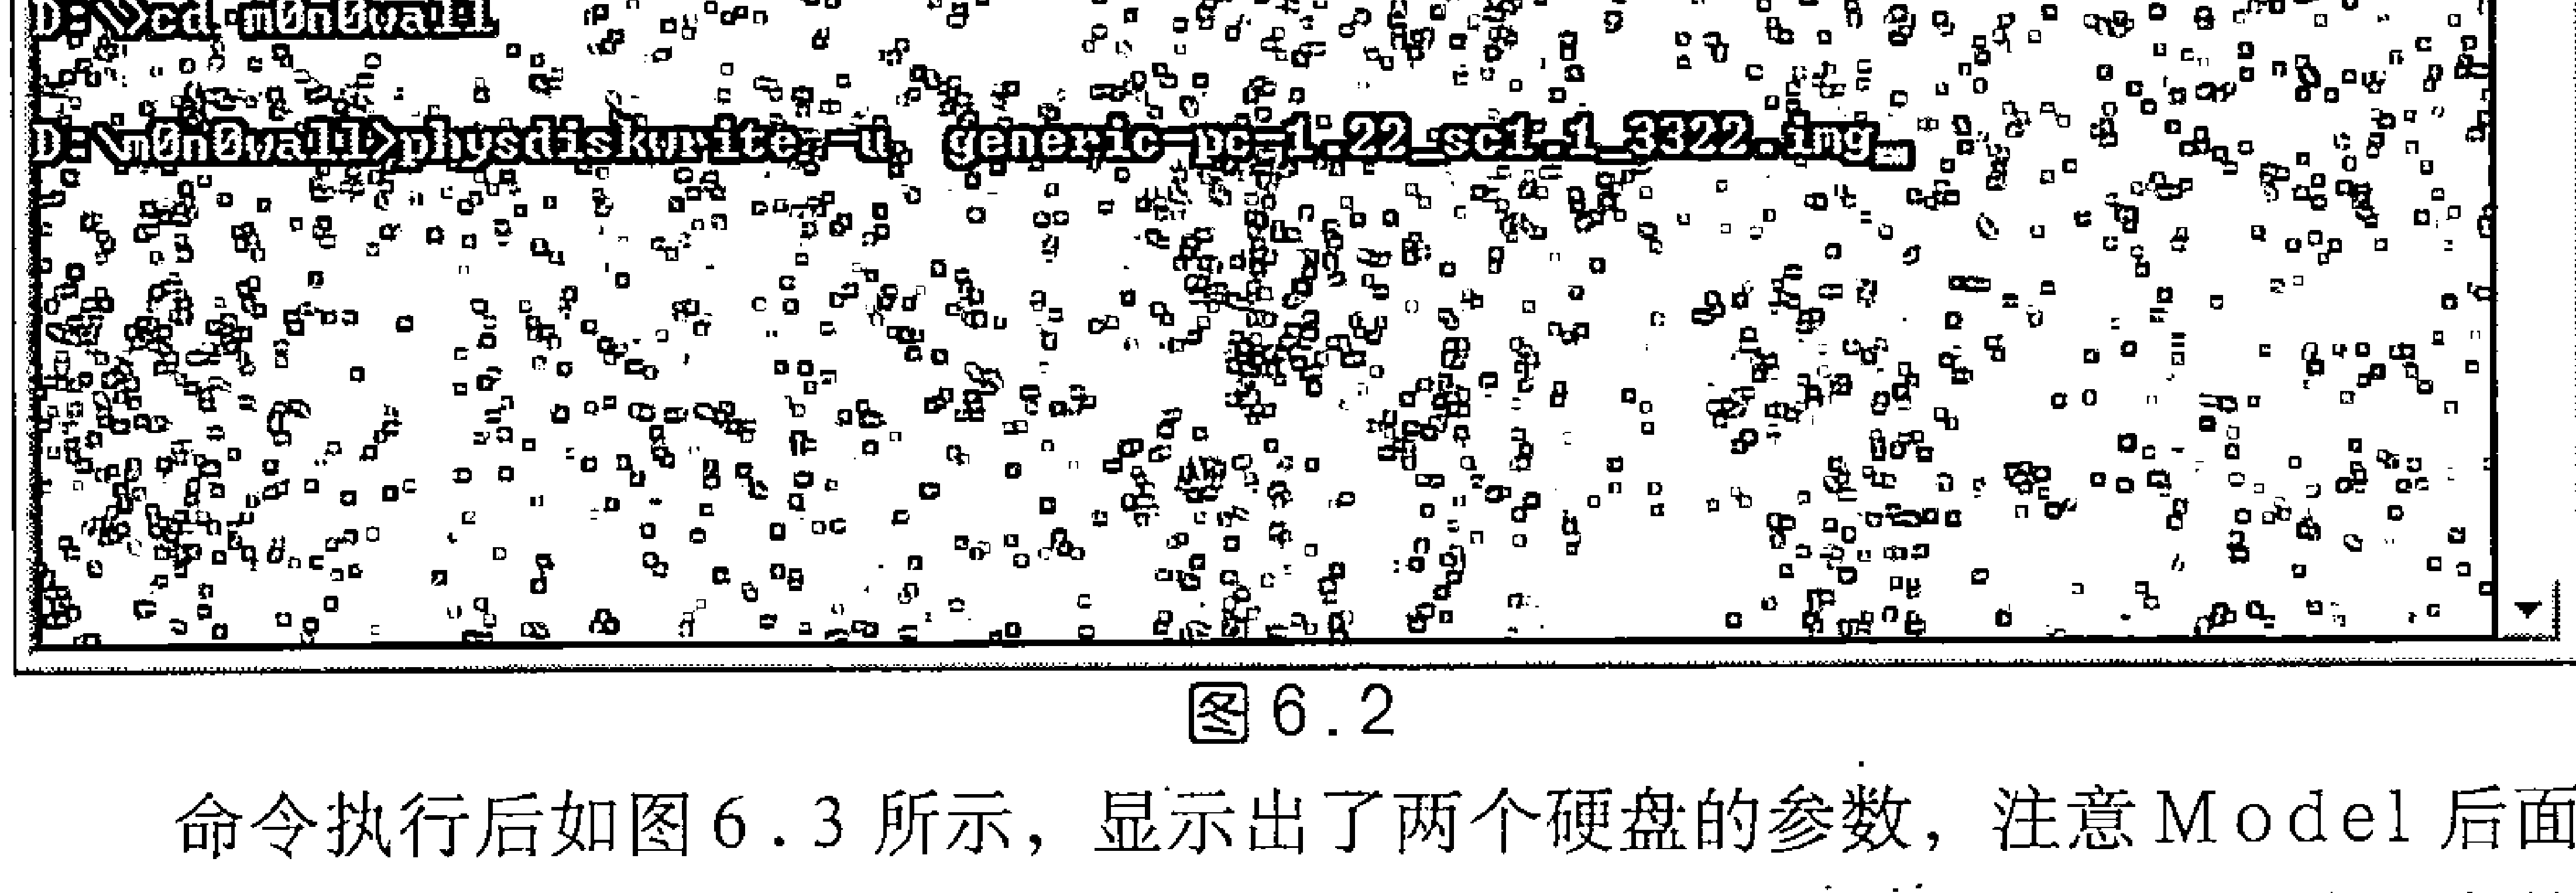 D:\>cd m0n0wall
D:\m0n0wall>physdiskwrite -u generic-pc-1.22_sc1.1_3322.img_
图6.2
命令执行后如图6.3所示，显示出了两个硬盘的参数，注意Model后面